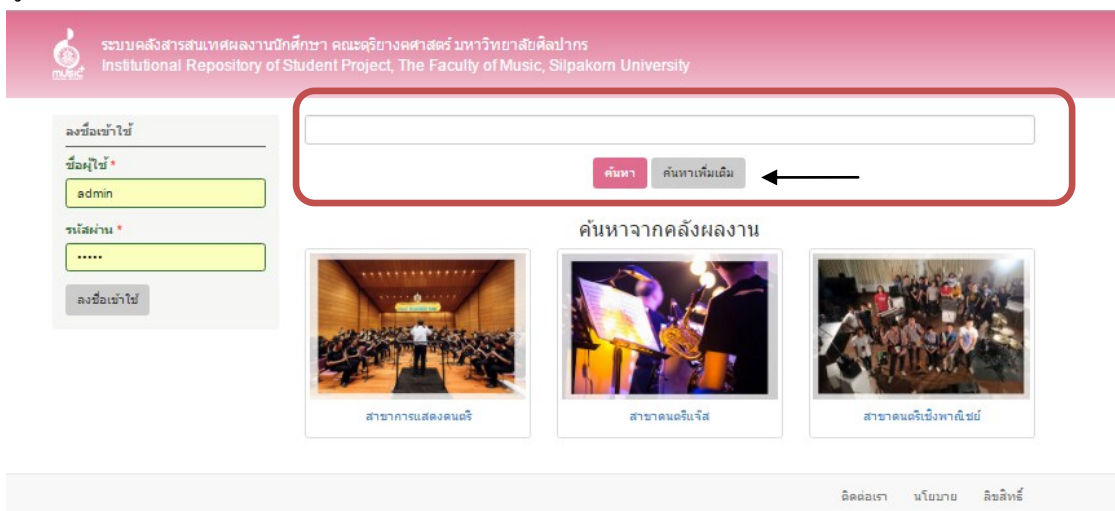 music
ระบบคลังสารสนเทศผลงานนักศึกษา คณะดุริยางคศาสตร์ มหาวิทยาลัยศิลปากร
Institutional Repository of Student Project, The Faculty of Music, Silpakorn University
ลงชื่อเข้าใช้
ชื่อผู้ใช้ *
admin
รหัสผ่าน *
•••••
ลงชื่อเข้าใช้
ค้นหา ค้นหาเพิ่มเติม
ค้นหาจากคลังผลงาน
สาขาการแสดงดนตรี
สาขาดนตรีแจ๊ส
สาขาดนตรีเชิงพาณิชย์
ติดต่อเรา นโยบาย ลิขสิทธิ์